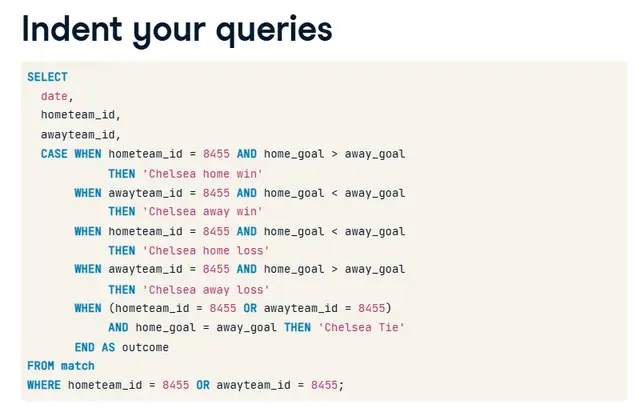 Indent your queries
SELECT
date,
hometeam_id,
awayteam_id,
CASE WHEN hometeam_id = 8455 AND home_goal > away_goal
THEN 'Chelsea home win'
WHEN awayteam_id = 8455 AND home_goal < away_goal
THEN 'Chelsea away win'
WHEN hometeam_id = 8455 AND home_goal < away_goal
THEN 'Chelsea home loss'
WHEN awayteam_id = 8455 AND home_goal > away_goal
THEN 'Chelsea away loss'
WHEN (hometeam_id = 8455 OR awayteam_id = 8455)
AND home_goal = away_goal THEN 'Chelsea Tie'
END AS outcome
FROM match
WHERE hometeam_id = 8455 OR awayteam_id = 8455;